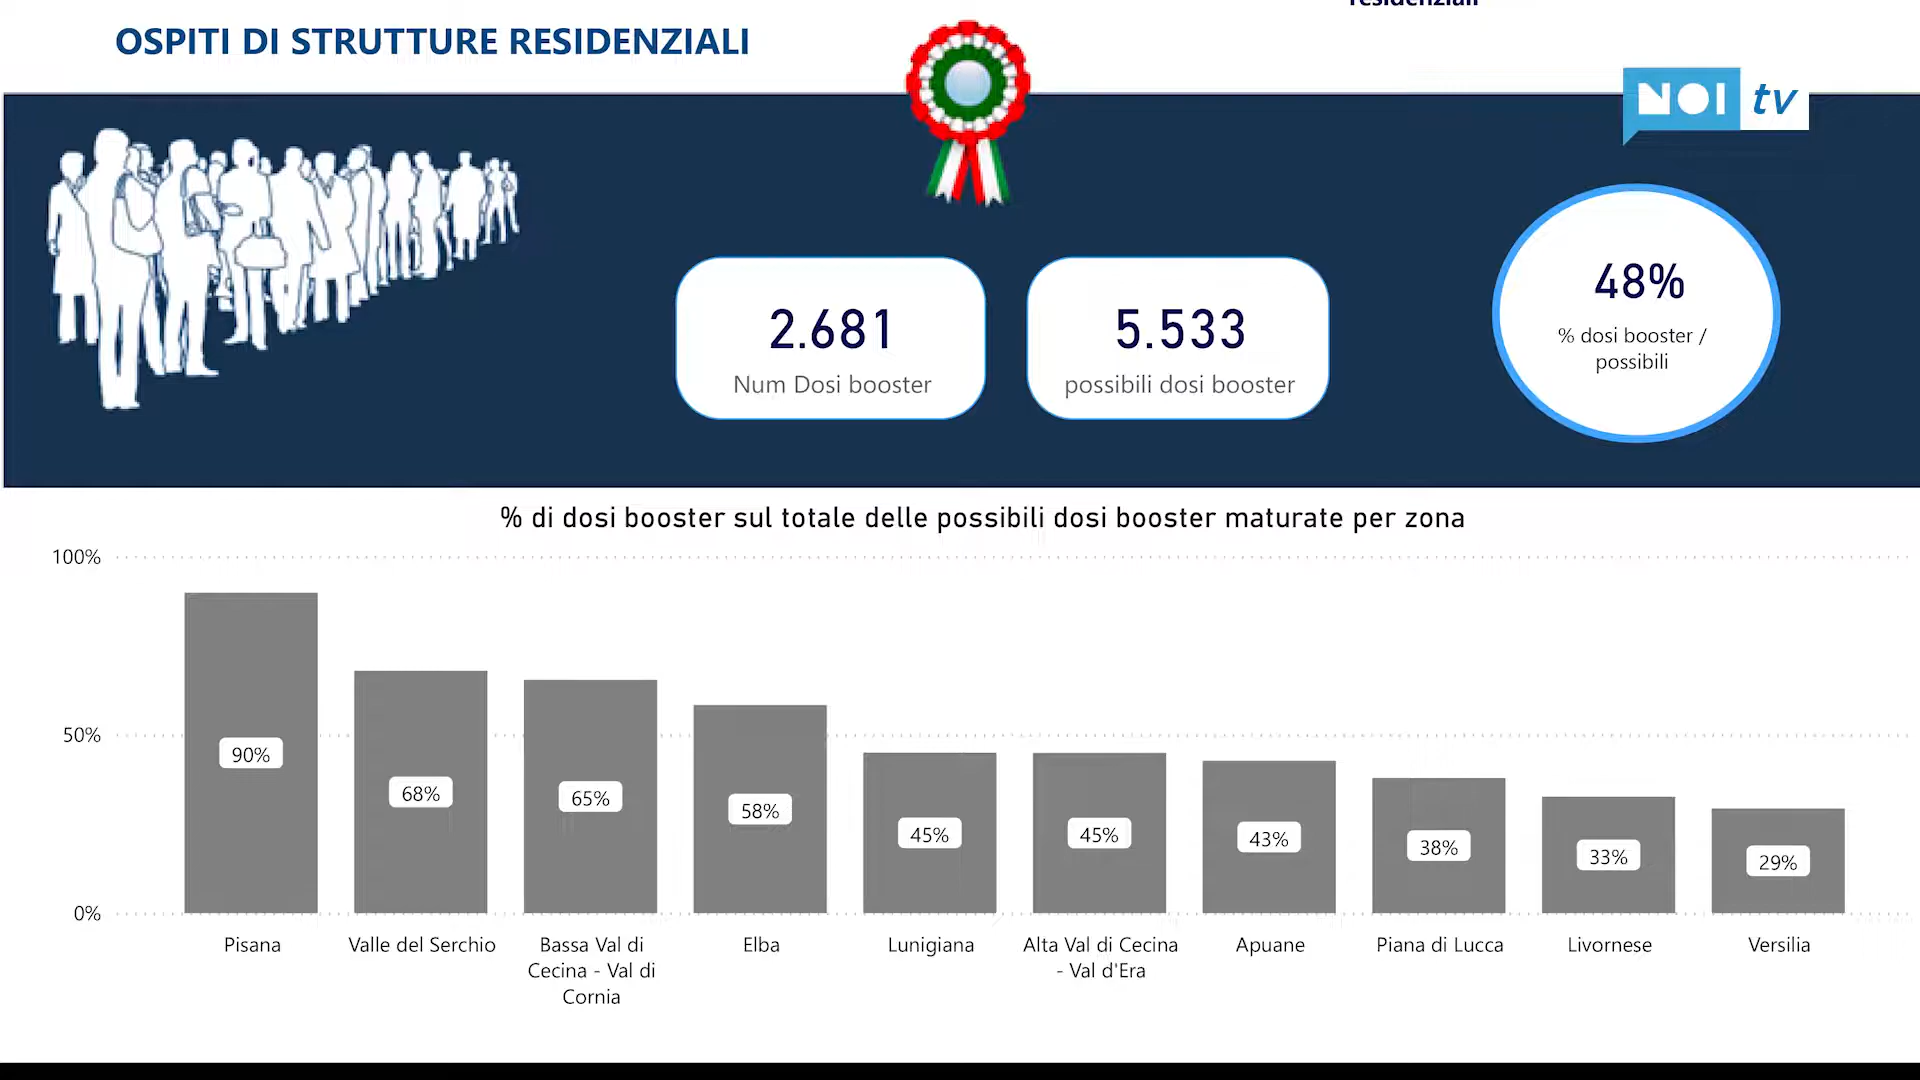 residenziali
OSPITI DI STRUTTURE RESIDENZIALI
NOI tv
2.681
Num Dosi booster
5.533
possibili dosi booster
48%
% dosi booster /
possibili
% di dosi booster sul totale delle possibili dosi booster maturate per zona
100%
50%
0%
90%
68%
65%
58%
45%
45%
43%
38%
33%
29%
Pisana
Valle del Serchio
Bassa Val di
Cecina - Val di
Cornia
Elba
Lunigiana
Alta Val di Cecina
- Val d'Era
Apuane
Piana di Lucca
Livornese
Versilia